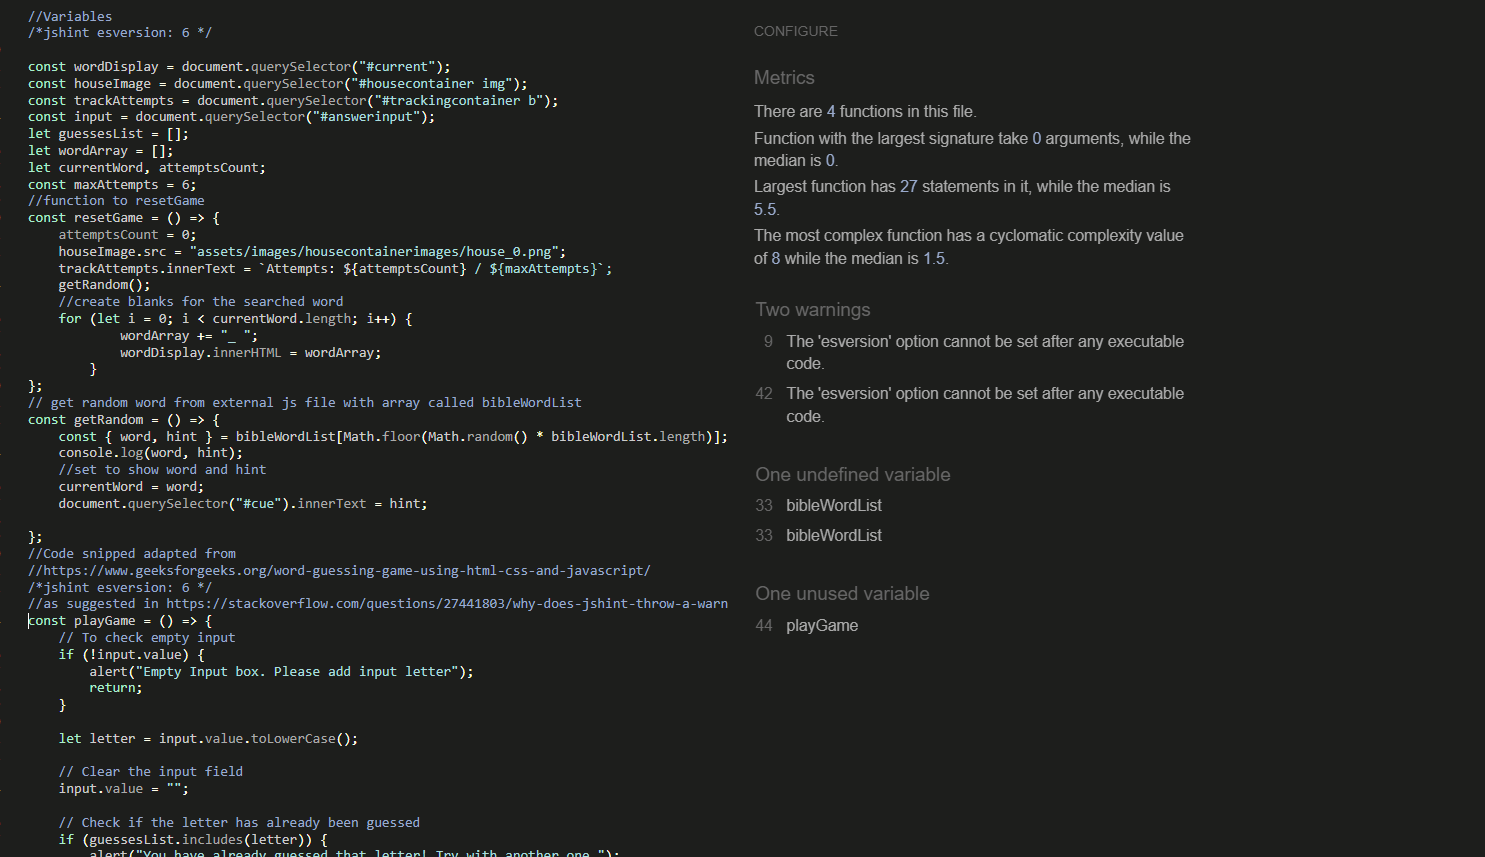 //Variables
/*jshint esversion: 6 */
const wordDisplay = document.querySelector("#current");
const houseImage = document.querySelector("#housecontainer img");
const trackAttempts = document.querySelector("#trackingcontainer b");
const input = document.querySelector("#answerinput");
let guessesList = [];
let wordArray = [];
let currentWord, attemptsCount;
const maxAttempts = 6;
//function to resetGame
const resetGame = () => {
    attemptsCount = 0;
    houseImage.src = "assets/images/housecontainerimages/house_0.png";
    trackAttempts.innerText = `Attempts: ${attemptsCount} / ${maxAttempts}`;
    getRandom();
    //create blanks for the searched word
    for (let i = 0; i < currentWord.length; i++) {
            wordArray += "_ ";
            wordDisplay.innerHTML = wordArray;
        }
};
// get random word from external js file with array called bibleWordList
const getRandom = () => {
    const { word, hint } = bibleWordList[Math.floor(Math.random() * bibleWordList.length)];
    console.log(word, hint);
    //set to show word and hint
    currentWord = word;
    document.querySelector("#cue").innerText = hint;
};
//Code snipped adapted from
//https://www.geeksforgeeks.org/word-guessing-game-using-html-css-and-javascript/
/*jshint esversion: 6 */
//as suggested in https://stackoverflow.com/questions/27441803/why-does-jshint-throw-a-warn
const playGame = () => {
    // To check empty input
    if (!input.value) {
        alert("Empty Input box. Please add input letter");
        return;
    }
    let letter = input.value.toLowerCase();
    // Clear the input field
    input.value = "";
    // Check if the letter has already been guessed
    if (guessesList.includes(letter)) {
        alert("You have already guessed that letter! Try with another one.");
CONFIGURE
Metrics
There are 4 functions in this file.
Function with the largest signature take 0 arguments, while the
median is 0.
Largest function has 27 statements in it, while the median is
5.5.
The most complex function has a cyclomatic complexity value
of 8 while the median is 1.5.
Two warnings
9 The 'esversion' option cannot be set after any executable
code.
42 The 'esversion' option cannot be set after any executable
code.
One undefined variable
33 bibleWordList
33 bibleWordList
One unused variable
44 playGame